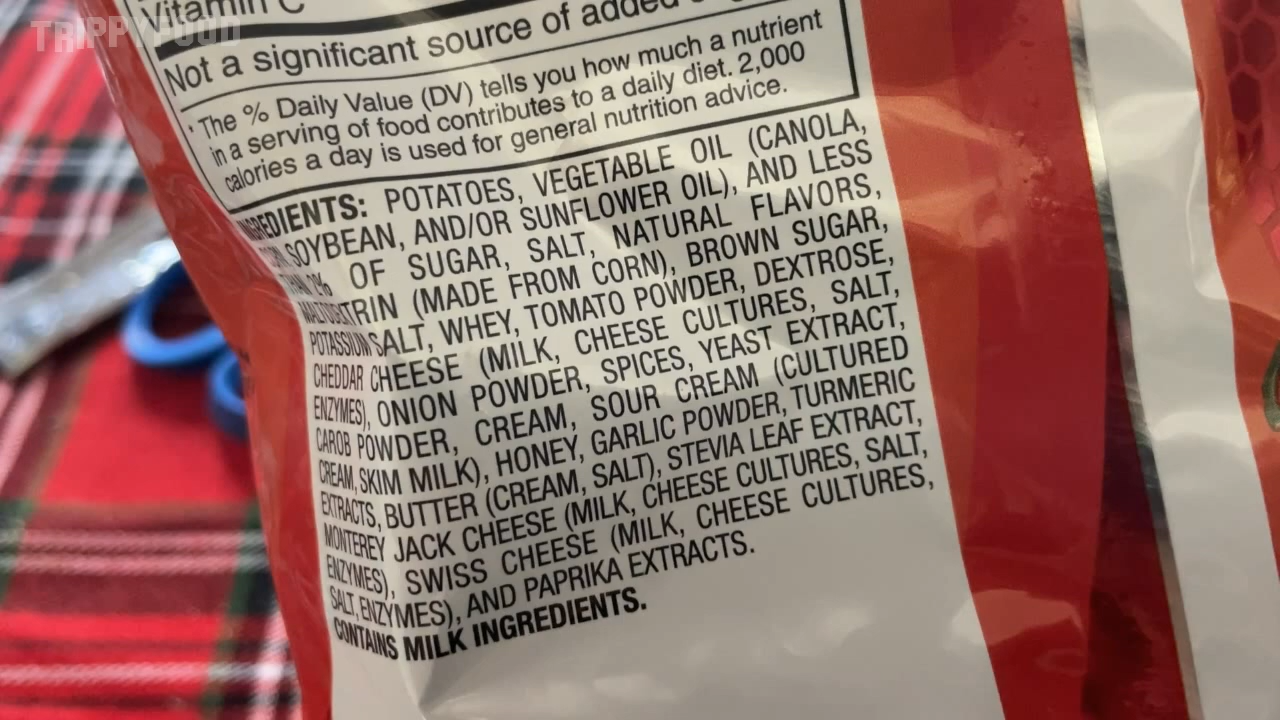 TRIPPY FOOD
Vitamin C
Not a significant source of added
* The % Daily Value (DV) tells you how much a nutrient
in a serving of food contributes to a daily diet. 2,000
calories a day is used for general nutrition advice.
INGREDIENTS: POTATOES, VEGETABLE OIL (CANOLA,
SOYBEAN, AND/OR SUNFLOWER OIL), AND LESS
THAN 2% OF SUGAR, SALT, NATURAL FLAVORS,
MALTODEXTRIN (MADE FROM CORN), BROWN SUGAR,
POTASSIUM SALT, WHEY, TOMATO POWDER, DEXTROSE,
CHEDDAR CHEESE (MILK, CHEESE CULTURES, SALT,
ENZYMES), ONION POWDER, SPICES, YEAST EXTRACT,
CAROB POWDER, CREAM, SOUR CREAM (CULTURED
CREAM, SKIM MILK), HONEY, GARLIC POWDER, TURMERIC
EXTRACTS, BUTTER (CREAM, SALT), STEVIA LEAF EXTRACT,
MONTEREY JACK CHEESE (MILK, CHEESE CULTURES, SALT,
ENZYMES), SWISS CHEESE (MILK, CHEESE CULTURES,
SALT, ENZYMES), AND PAPRIKA EXTRACTS.
CONTAINS MILK INGREDIENTS.